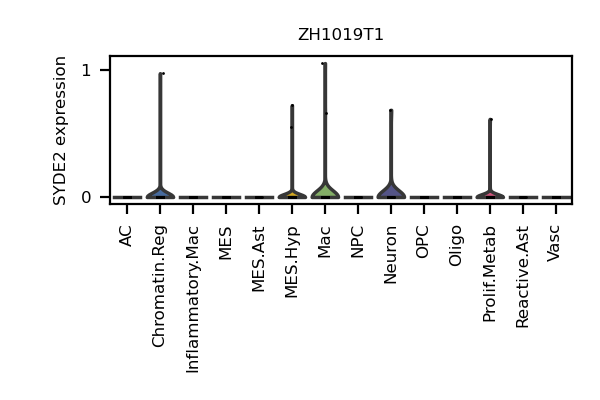 ZH1019T1
SYDE2 expression
1
0
AC
Chromatin.Reg
Inflammatory.Mac
MES
MES.Ast
MES.Hyp
Mac
NPC
Neuron
OPC
Oligo
Prolif.Metab
Reactive.Ast
Vasc